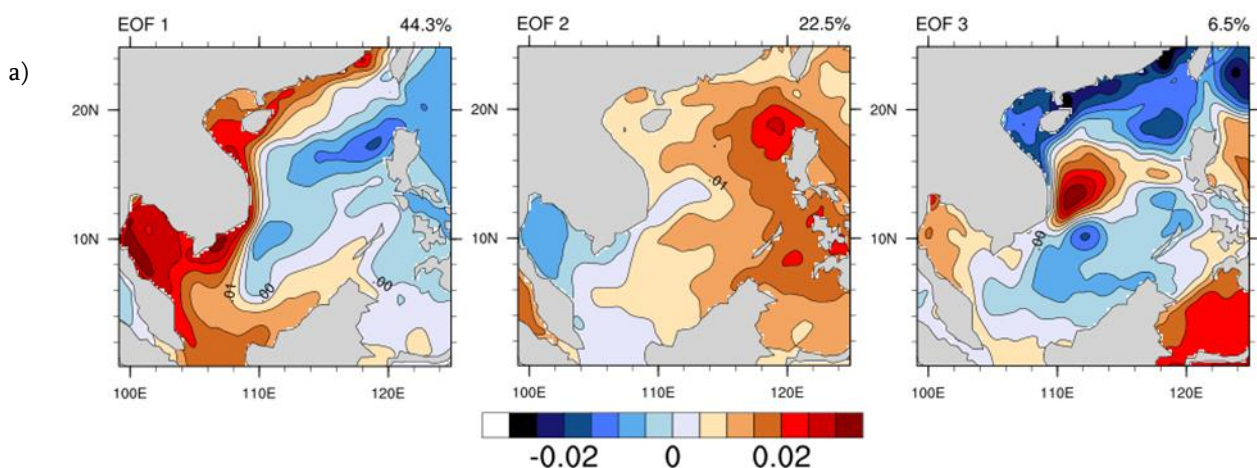 EOF 1 44.3% EOF 2 22.5% EOF 3 6.5%
a)
20N 20N 20N
.01
10N 10N 10N
.00
.01 .00 .00
100E 110E 120E 100E 110E 120E 100E 110E 120E
-0.02 0 0.02